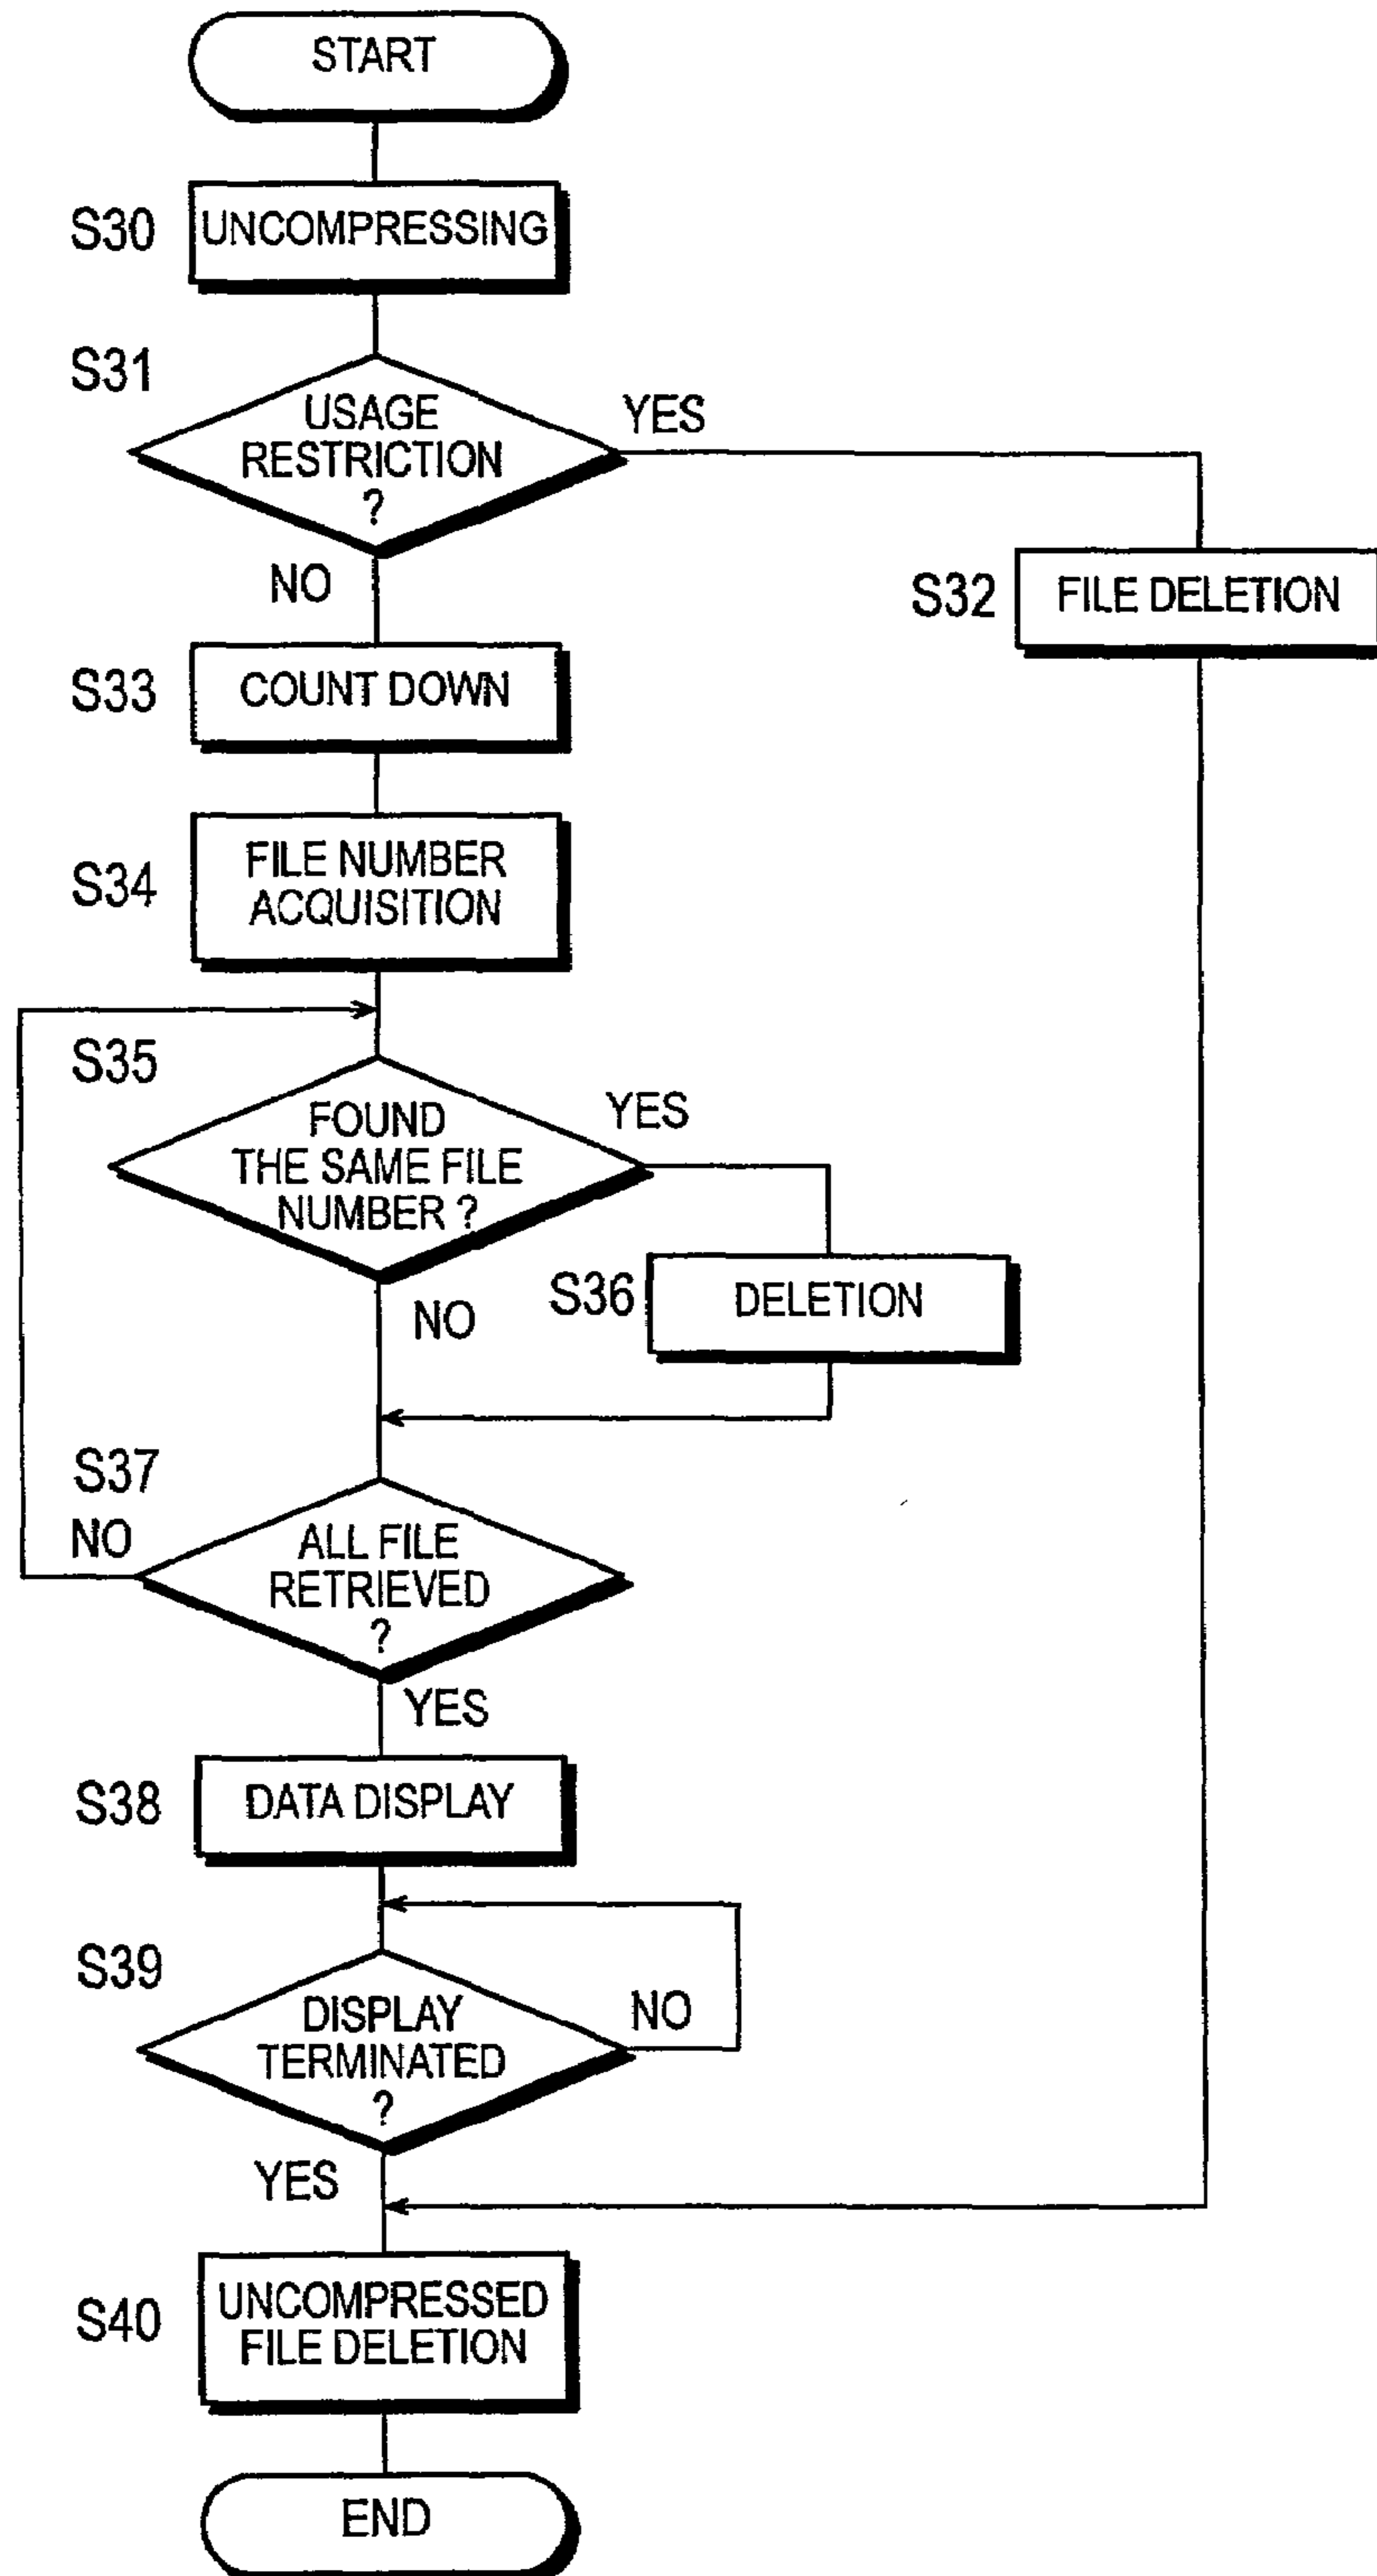 START
S30
UNCOMPRESSING
S31
USAGE
RESTRICTION
?
YES
NO
S32
FILE DELETION
S33
COUNT DOWN
S34
FILE NUMBER
ACQUISITION
S35
FOUND
THE SAME FILE
NUMBER ?
YES
NO
S36
DELETION
S37
NO
ALL FILE
RETRIEVED
?
YES
S38
DATA DISPLAY
S39
DISPLAY
TERMINATED
?
NO
YES
S40
UNCOMPRESSED
FILE DELETION
END